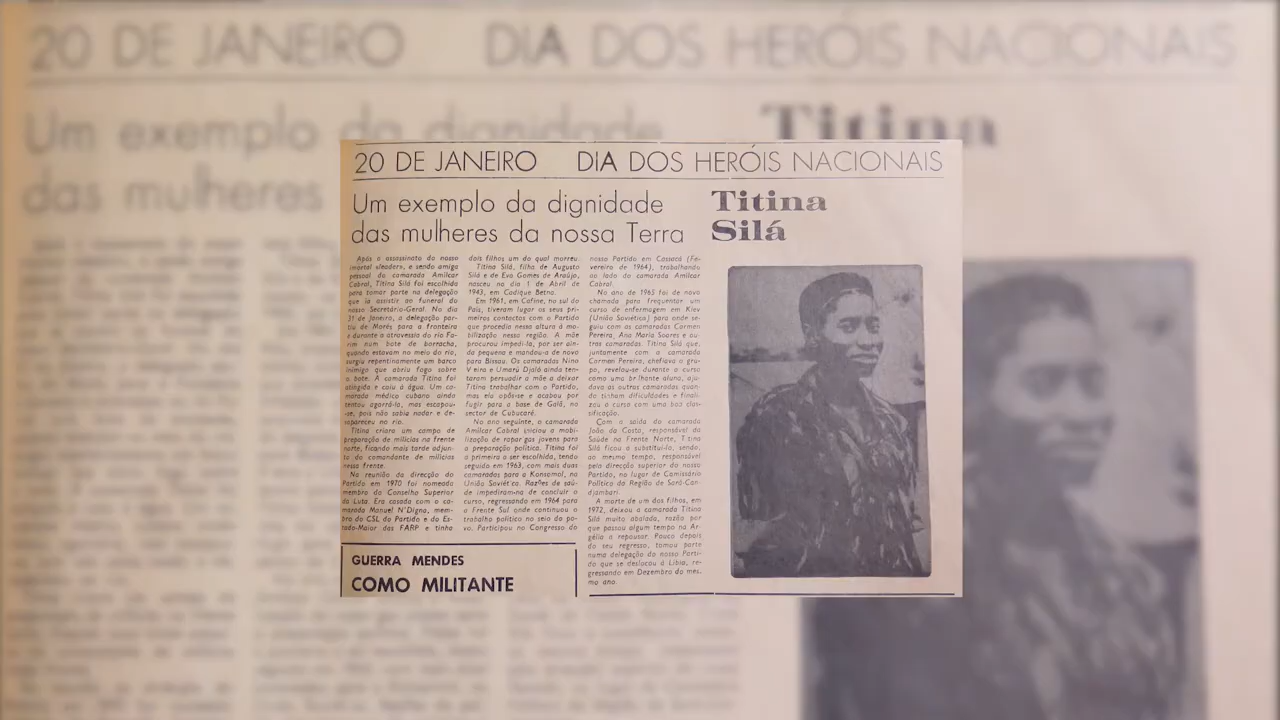 20 DE JANEIRO DIA DOS HERÓIS NACIONAIS
Um exemplo da dignidade
das mulheres da nossa Terra
Titina
Silá
Após o assassinato do nosso
imortal «leader», e sendo amiga
pessoal do camarada Amílcar
Cabral, Titina Silá foi escolhida
para tomar parte na delegação
que ia assistir ao funeral do
nosso Secretário-Geral. No dia
31 de Janeiro, a delegação par-
tiu de Morés para a fronteira
e durante a travessia do rio Fa-
rim num bote de borracha,
quando estavam no meio do rio,
surgiu repentinamente um barco
inimigo que abriu fogo sobre
o bote. A camarada Titina foi
atingida e caiu à água. Um ca-
marada médico cubano ainda
tentou agarrá-la, mas escapou-
-se, pois não sabia nadar e de-
sapareceu no rio.
Titina criara um campo de
preparação de milícias na frente
norte, ficando mais tarde adjun-
ta do comandante de milícias
nessa frente.
Na reunião da direcção do
Partido em 1970 foi nomeada
membro do Conselho Superior
da Luta. Era casada com o ca-
marada Manuel N'Digna, mem-
bro do CSL do Partido e do Es-
tado-Maior das FARP e tinha
dois filhos um do qual morreu.
Titina Silá, filha de Augusto
Silá e de Eva Gomes de Araújo,
nasceu no dia 1 de Abril de
1943, em Cadique Betna.
Em 1961, em Cafine, no sul do
País, tiveram lugar os seus pri-
meiros contactos com o Partido
que procedia nessa altura à mo-
bilização nessa região. A mãe
procurou impedi-la, por ser ain-
da pequena e mandou-a de novo
para Bissau. Os camaradas Nino
Vieira e Umarú Djaló ainda ten-
taram persuadir a mãe a deixar
Titina trabalhar com o Partido,
mas ela opôs-se e acabou por
fugir para a base de Galã, no
sector de Cubucaré.
No ano seguinte, o camarada
Amílcar Cabral iniciou a mobi-
lização de raparigas jovens para
a preparação política. Titina foi
a primeira a ser escolhida, tendo
seguido em 1963, com mais duas
camaradas para a Konsomol, na
União Soviética. Razões de saú-
de impediram-na de concluir o
curso, regressando em 1964 para
a Frente Sul onde continuou o
trabalho político no seio do po-
vo. Participou no Congresso do
nosso Partido em Cassacá (Fe-
vereiro de 1964), trabalhando
ao lado do camarada Amílcar
Cabral.
No ano de 1965 foi de novo
chamada para frequentar um
curso de enfermagem em Kiev
(União Soviética) para onde se-
guiu com as camaradas Carmen
Pereira, Ana Maria Soares e ou-
tras camaradas. Titina Silá que,
juntamente com a camarada
Carmen Pereira, chefiava o gru-
po, revelou-se durante o curso
como uma brilhante aluna, aju-
dava as outras camaradas quan-
do tinham dificuldades e finali-
zou o curso com uma boa clas-
sificação.
Com a saída do camarada
João da Costa, responsável da
Saúde na Frente Norte, Titina
Silá ficou a substituí-lo, sendo,
ao mesmo tempo, responsável
pela direcção superior do nosso
Partido, no lugar de Comissário
Político da Região de Sará-Can-
djambari.
A morte de um dos filhos, em
1972, deixou a camarada Titina
Silá muito abalada, razão por
que passou algum tempo na Ar-
gélia a repousar. Pouco depois
do seu regresso, tomou parte
numa delegação do nosso Parti-
do que se deslocou à Líbia, re-
gressando em Dezembro do mes-
mo ano.
GUERRA MENDES
COMO MILITANTE